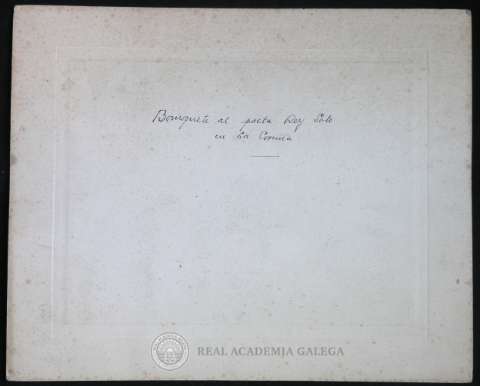 Banquete al poeta Rey Soto
en La Coruña
REAL ACADEMIA GALEGA